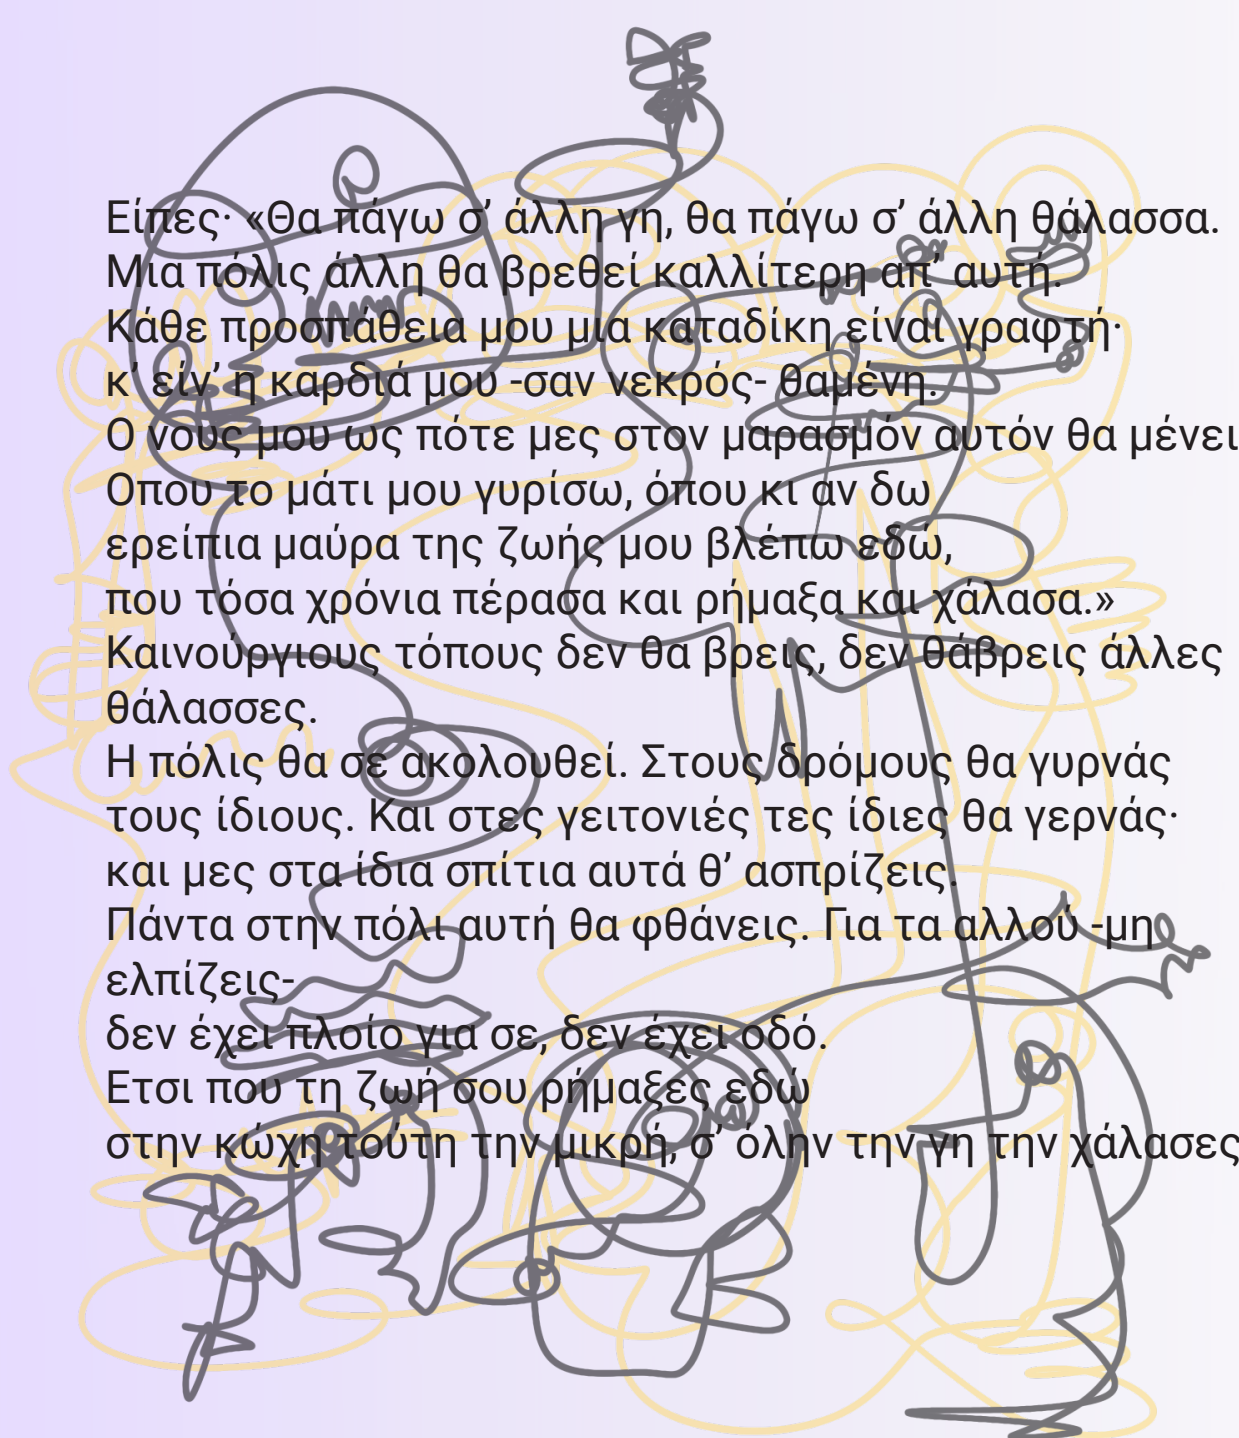 Είπες· «Θα πάγω σ’ άλλη γη, θα πάγω σ’ άλλη θάλασσα.
Μια πόλις άλλη θα βρεθεί καλλίτερη απ’ αυτή.
Κάθε προσπάθεια μου μια καταδίκη είναι γραφτή·
κ’ είν’ η καρδιά μου -σαν νεκρός- θαμένη.
Ο νους μου ως πότε μες στον μαρασμόν αυτόν θα μένει
Οπου το μάτι μου γυρίσω, όπου κι αν δω
ερείπια μαύρα της ζωής μου βλέπω εδώ,
που τόσα χρόνια πέρασα και ρήμαξα και χάλασα.»
Καινούργιους τόπους δεν θα βρεις, δεν θάβρεις άλλες
θάλασσες.
Η πόλις θα σε ακολουθεί. Στους δρόμους θα γυρνάς
τους ίδιους. Και στες γειτονιές τες ίδιες θα γερνάς·
και μες στα ίδια σπίτια αυτά θ’ ασπρίζεις.
Πάντα στην πόλι αυτή θα φθάνεις. Για τα αλλού -μη
ελπίζεις-
δεν έχει πλοίο για σε, δεν έχει οδό.
Ετσι που τη ζωή σου ρήμαξες εδώ
στην κώχη τούτη την μικρή, σ’ όλην την γη την χάλασες